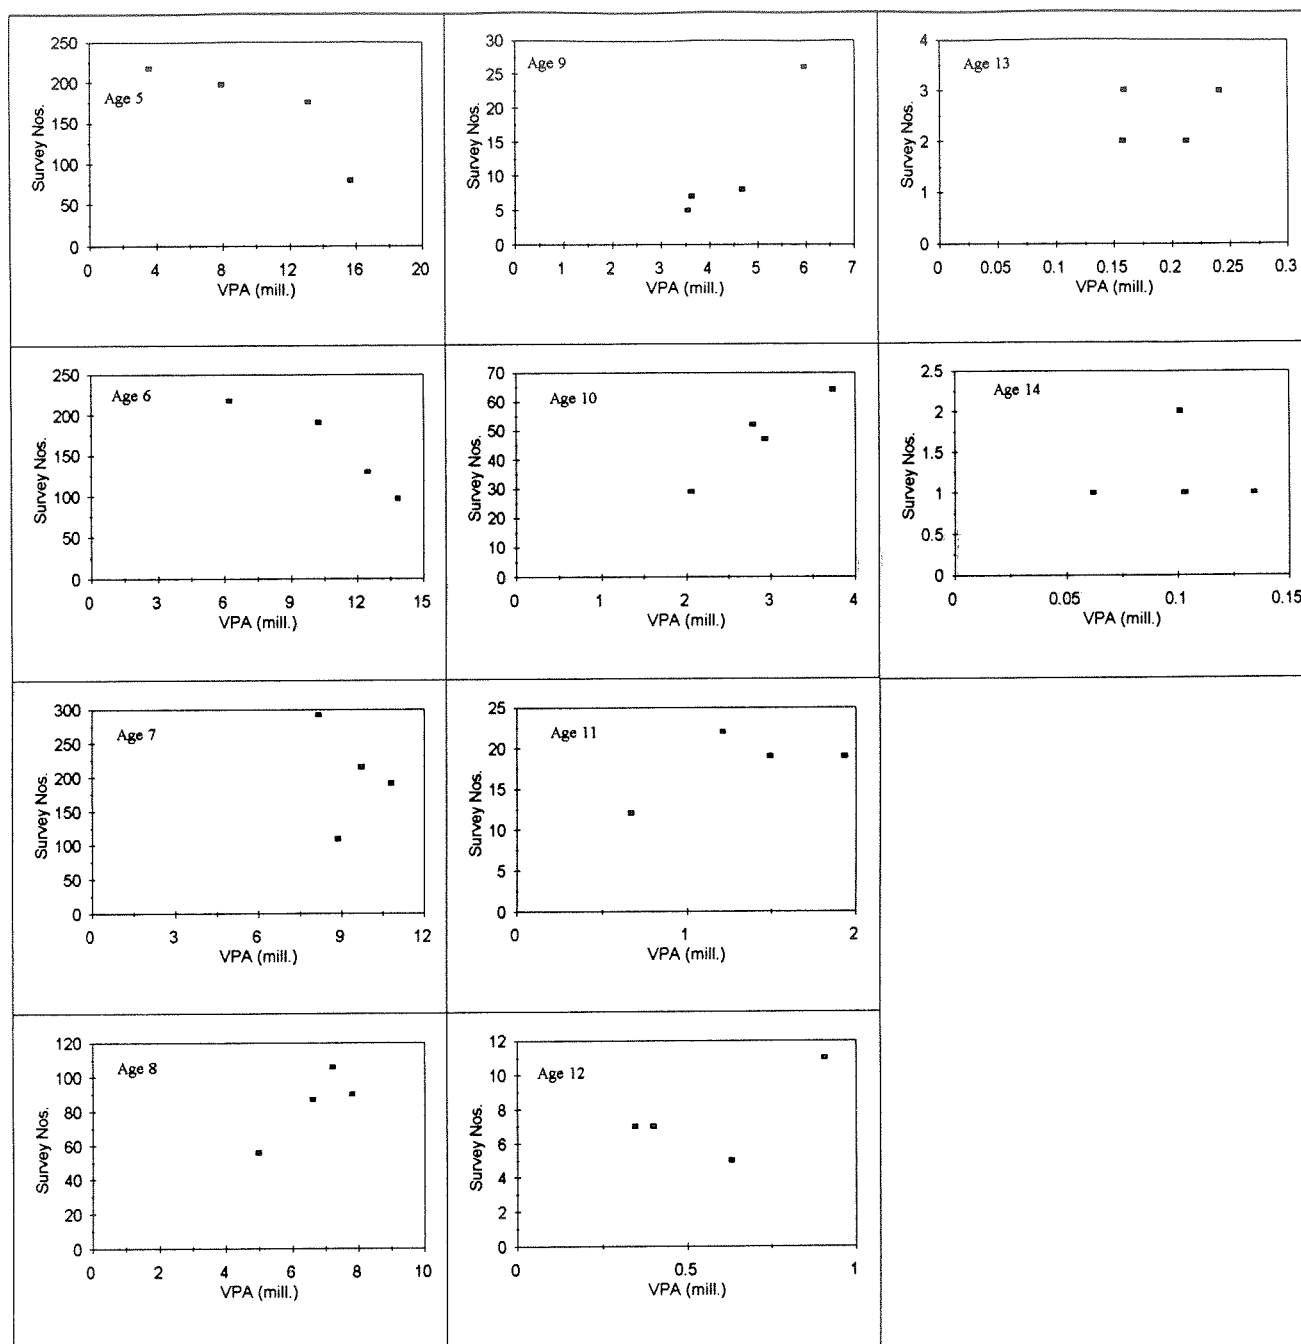 250
200
150
100
50
0
Survey Nos.
Age 5
0 4 8 12 16 20
VPA (mill.)
30
25
20
15
10
5
0
Survey Nos.
Age 9
0 1 2 3 4 5 6 7
VPA (mill.)
4
3
2
1
0
Survey Nos.
Age 13
0 0.05 0.1 0.15 0.2 0.25 0.3
VPA (mill.)
250
200
150
100
50
0
Survey Nos.
Age 6
0 3 6 9 12 15
VPA (mill.)
70
60
50
40
30
20
10
0
Survey Nos.
Age 10
0 1 2 3 4
VPA (mill.)
2.5
2
1.5
1
0.5
0
Survey Nos.
Age 14
0 0.05 0.1 0.15
VPA (mill.)
300
250
200
150
100
50
0
Survey Nos.
Age 7
0 3 6 9 12
VPA (mill.)
25
20
15
10
5
0
Survey Nos.
Age 11
0 1 2
VPA (mill.)
120
100
80
60
40
20
0
Survey Nos.
Age 8
0 2 4 6 8 10
VPA (mill.)
12
10
8
6
4
2
0
Survey Nos.
Age 12
0 0.5 1
VPA (mill.)